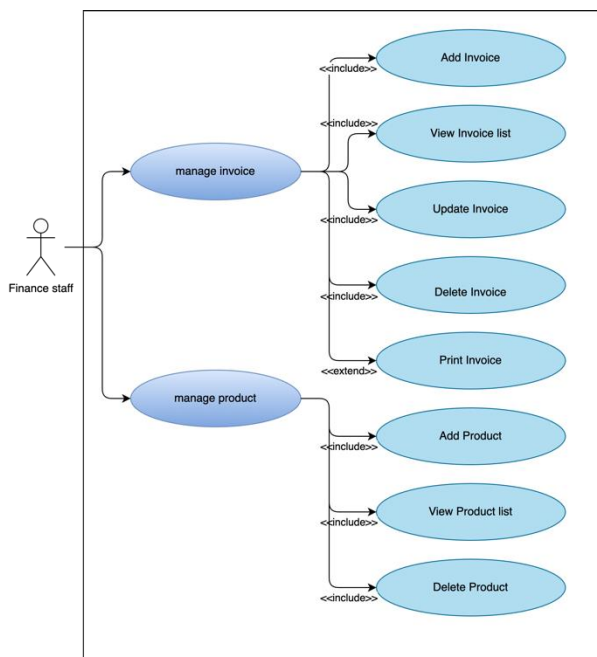 Add Invoice
<<include>>
<<include>>
View Invoice list
manage invoice
Update Invoice
<<include>>
Finance staff
Delete Invoice
<<include>>
Print Invoice
<<extend>>
manage product
Add Product
<<include>>
View Product list
<<include>>
Delete Product
<<include>>